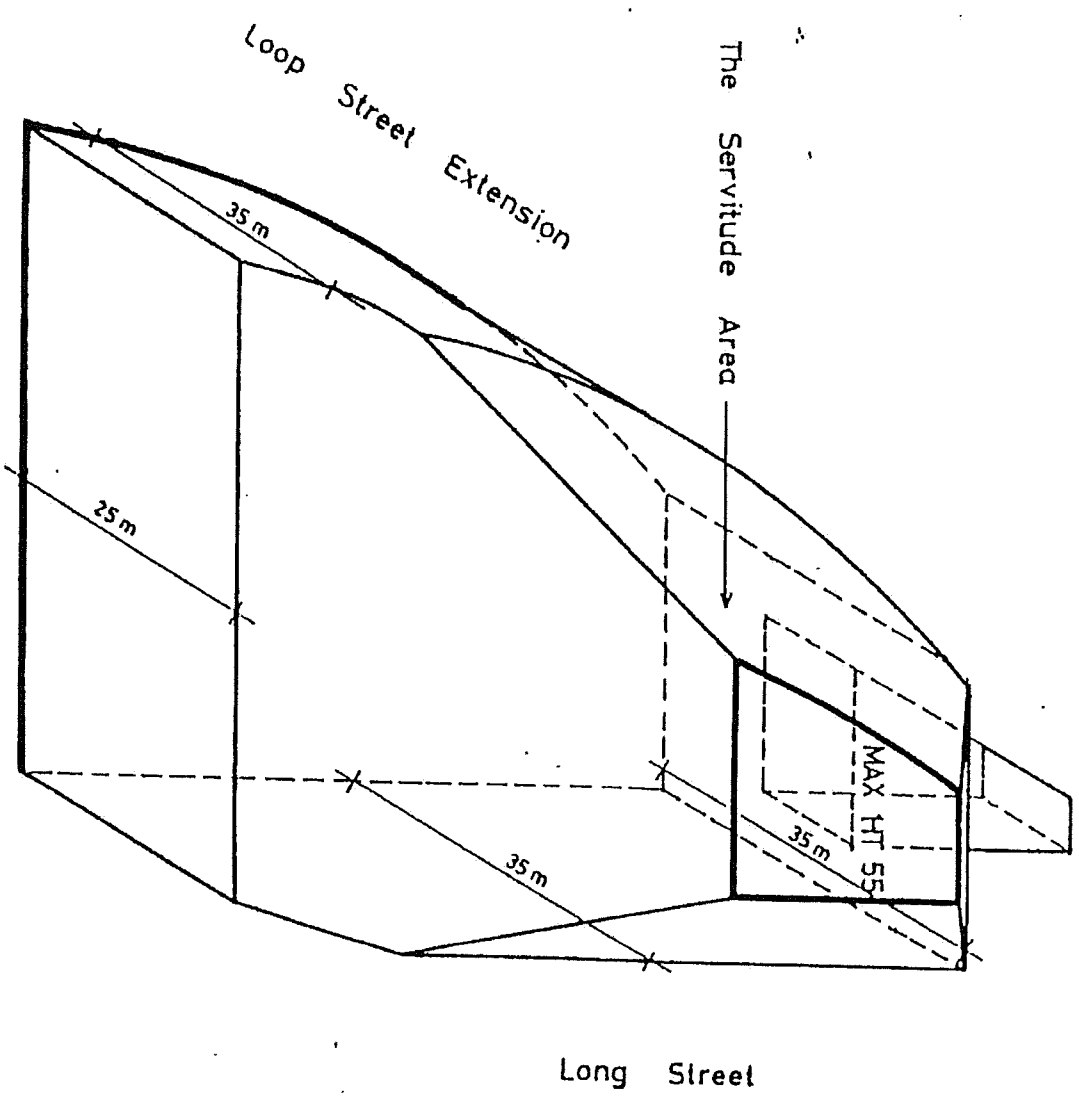 Loop Street Extension
The Servitude Area
35 m
25 m
MAX HT 55
35 m
35 m
Long Street